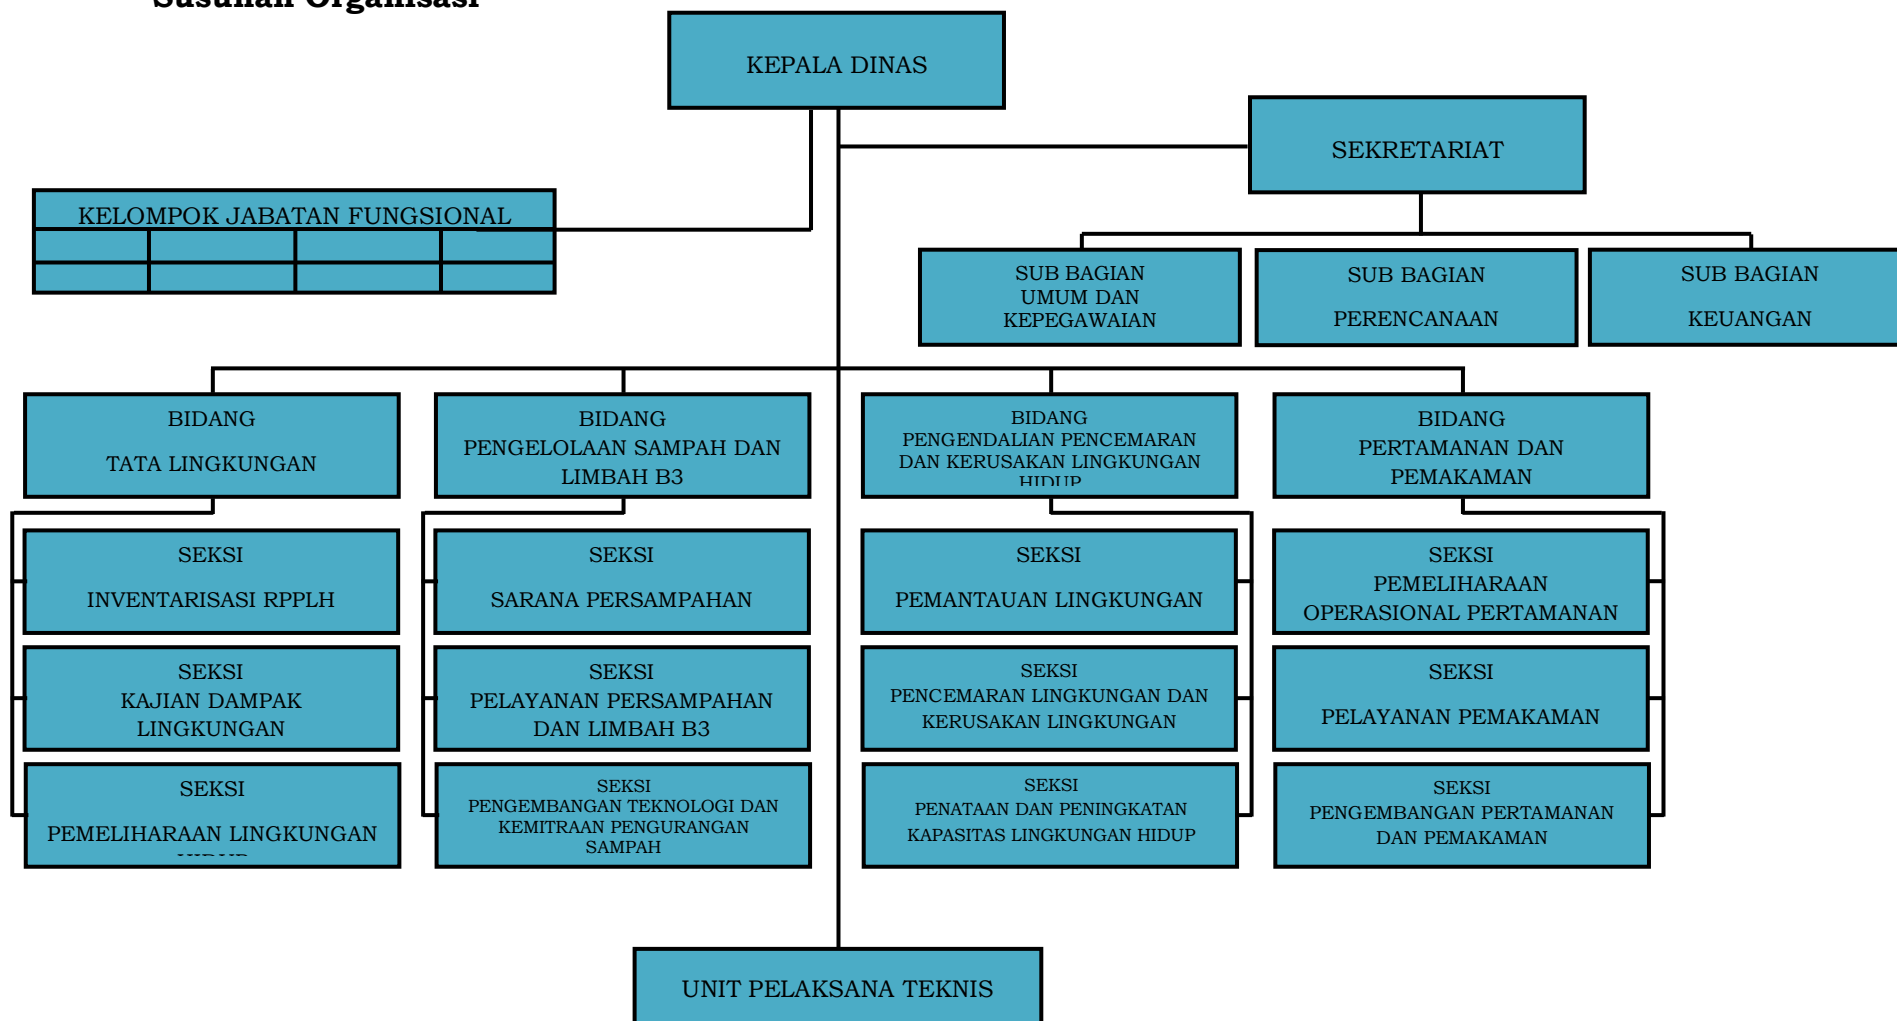 Susunan Organisasi
KEPALA DINAS
SEKRETARIAT
KELOMPOK JABATAN FUNGSIONAL
SUB BAGIAN
UMUM DAN
KEPEGAWAIAN
SUB BAGIAN
PERENCANAAN
SUB BAGIAN
KEUANGAN
BIDANG
TATA LINGKUNGAN
BIDANG
PENGELOLAAN SAMPAH DAN
LIMBAH B3
BIDANG
PENGENDALIAN PENCEMARAN
DAN KERUSAKAN LINGKUNGAN
HIDUP
BIDANG
PERTAMANAN DAN
PEMAKAMAN
SEKSI
INVENTARISASI RPPLH
SEKSI
SARANA PERSAMPAHAN
SEKSI
PEMANTAUAN LINGKUNGAN
SEKSI
PEMELIHARAAN
OPERASIONAL PERTAMANAN
SEKSI
KAJIAN DAMPAK
LINGKUNGAN
SEKSI
PELAYANAN PERSAMPAHAN
DAN LIMBAH B3
SEKSI
PENCEMARAN LINGKUNGAN DAN
KERUSAKAN LINGKUNGAN
SEKSI
PELAYANAN PEMAKAMAN
SEKSI
PEMELIHARAAN LINGKUNGAN
SEKSI
PENGEMBANGAN TEKNOLOGI DAN
KEMITRAAN PENGURANGAN
SAMPAH
SEKSI
PENATAAN DAN PENINGKATAN
KAPASITAS LINGKUNGAN HIDUP
SEKSI
PENGEMBANGAN PERTAMANAN
DAN PEMAKAMAN
UNIT PELAKSANA TEKNIS